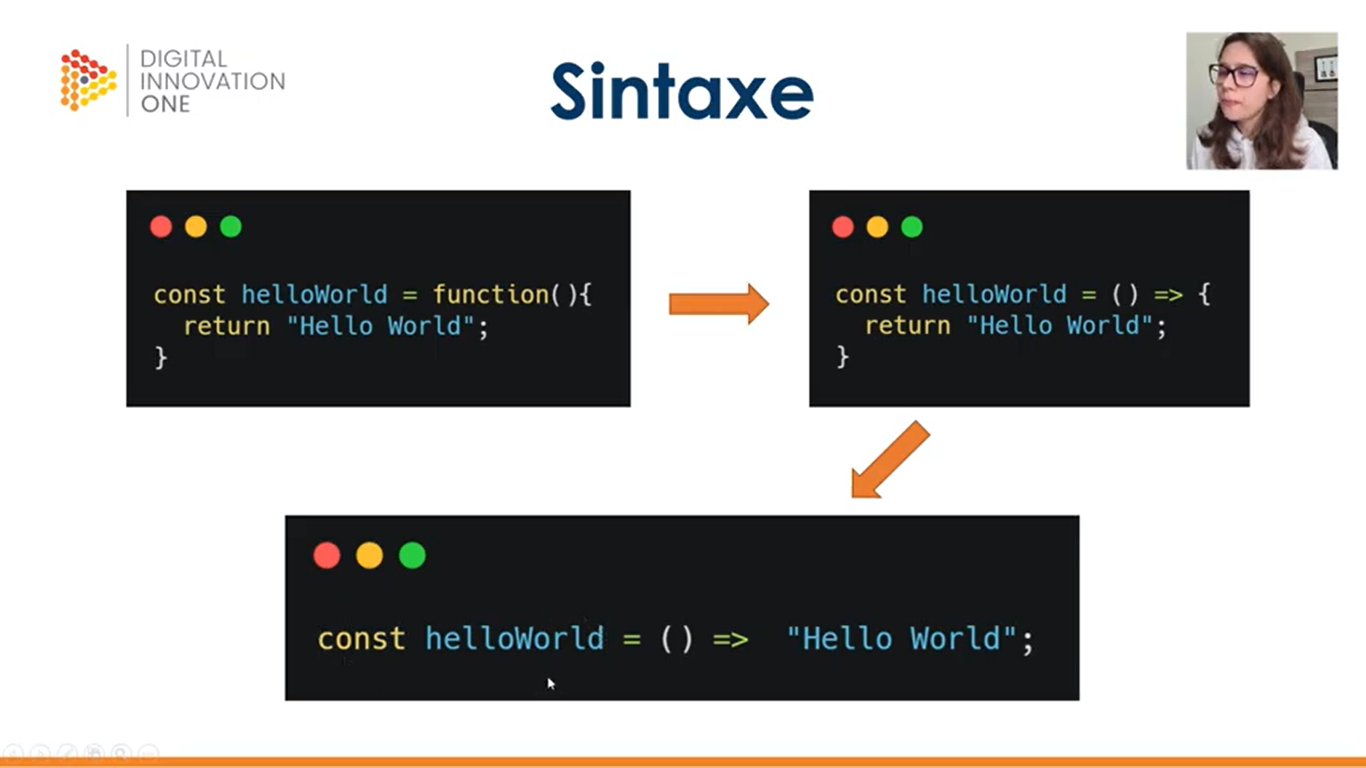 DIGITAL
INNOVATION
ONE
Sintaxe
const helloWorld = function(){
  return "Hello World";
}
const helloWorld = () => {
  return "Hello World";
}
const helloWorld = () =>  "Hello World";